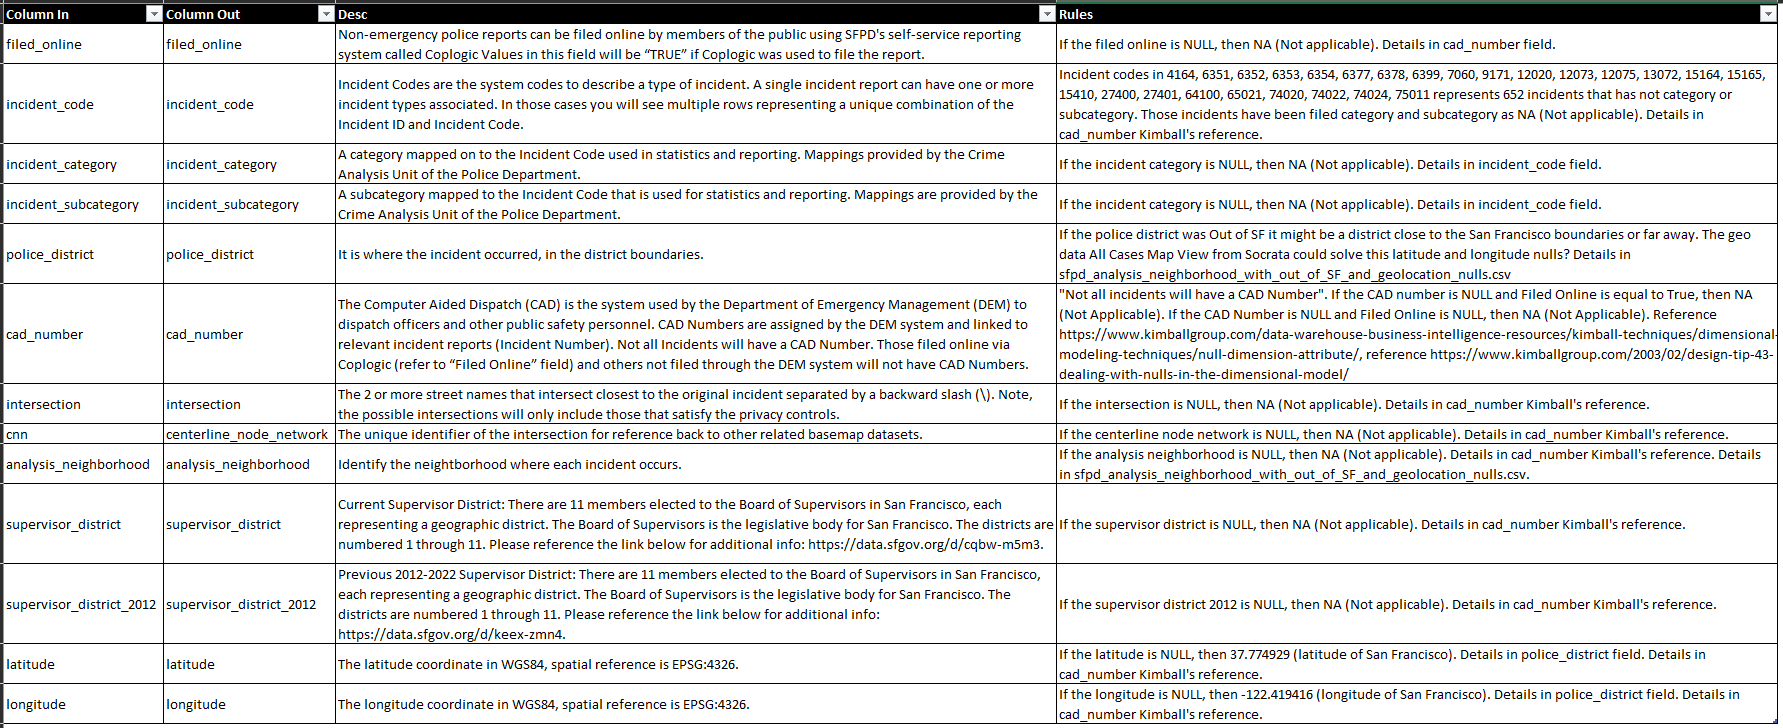 Column In Column Out Desc Rules
filed_online filed_online Non-emergency police reports can be filed online by members of the public using SFPD's self-service reporting
system called Coplogic Values in this field will be “TRUE” if Coplogic was used to file the report. If the filed online is NULL, then NA (Not applicable). Details in cad_number field.
incident_code incident_code Incident Codes are the system codes to describe a type of incident. A single incident report can have one or more
incident types associated. In those cases you will see multiple rows representing a unique combination of the
Incident ID and Incident Code.
Incident codes in 4164, 6351, 6352, 6353, 6354, 6377, 6378, 6399, 7060, 9171, 12020, 12073, 12075, 13072, 15164, 15165,
15410, 27400, 27401, 64100, 65021, 74020, 74022, 74024, 75011 represents 652 incidents that has not category or
subcategory. Those incidents have been filed category and subcategory as NA (Not applicable). Details in
cad_number Kimball's reference.
incident_category incident_category A category mapped on to the Incident Code used in statistics and reporting. Mappings provided by the Crime
Analysis Unit of the Police Department. If the incident category is NULL, then NA (Not applicable). Details in incident_code field.
incident_subcategory incident_subcategory A subcategory mapped to the Incident Code that is used for statistics and reporting. Mappings are provided by the
Crime Analysis Unit of the Police Department. If the incident category is NULL, then NA (Not applicable). Details in incident_code field.
police_district police_district It is where the incident occurred, in the district boundaries.
If the police district was Out of SF it might be a district close to the San Francisco boundaries or far away. The geo
data All Cases Map View from Socrata could solve this latitude and longitude nulls? Details in
sfpd_analysis_neighborhood_with_out_of_SF_and_geolocation_nulls.csv
cad_number cad_number The Computer Aided Dispatch (CAD) is the system used by the Department of Emergency Management (DEM) to
dispatch officers and other public safety personnel. CAD Numbers are assigned by the DEM system and linked to
relevant incident reports (Incident Number). Not all Incidents will have a CAD Number. Those filed online via
Coplogic (refer to “Filed Online” field) and others not filed through the DEM system will not have CAD Numbers.
"Not all incidents will have a CAD Number". If the CAD number is NULL and Filed Online is equal to True, then NA
(Not Applicable). If the CAD Number is NULL and Filed Online is NULL, then NA (Not Applicable). Reference
https://www.kimballgroup.com/data-warehouse-business-intelligence-resources/kimball-techniques/dimensional-
modeling-techniques/null-dimension-attribute/, reference https://www.kimballgroup.com/2003/02/design-tip-43-
dealing-with-nulls-in-the-dimensional-model/
intersection intersection The 2 or more street names that intersect closest to the original incident separated by a backward slash (\). Note,
the possible intersections will only include those that satisfy the privacy controls. If the intersection is NULL, then NA (Not applicable). Details in cad_number Kimball's reference.
cnn centerline_node_network The unique identifier of the intersection for reference back to other related basemap datasets. If the centerline node network is NULL, then NA (Not applicable). Details in cad_number Kimball's reference.
analysis_neighborhood analysis_neighborhood Identify the neightborhood where each incident occurs.
If the analysis neighborhood is NULL, then NA (Not applicable). Details in cad_number Kimball's reference. Details
in sfpd_analysis_neighborhood_with_out_of_SF_and_geolocation_nulls.csv.
supervisor_district supervisor_district Current Supervisor District: There are 11 members elected to the Board of Supervisors in San Francisco, each
representing a geographic district. The Board of Supervisors is the legislative body for San Francisco. The districts are
numbered 1 through 11. Please reference the link below for additional info: https://data.sfgov.org/d/cqbw-m5m3.
If the supervisor district is NULL, then NA (Not applicable). Details in cad_number Kimball's reference.
supervisor_district_2012 supervisor_district_2012 Previous 2012-2022 Supervisor District: There are 11 members elected to the Board of Supervisors in San Francisco,
each representing a geographic district. The Board of Supervisors is the legislative body for San Francisco. The
districts are numbered 1 through 11. Please reference the link below for additional info:
https://data.sfgov.org/d/keex-zmn4.
If the supervisor district 2012 is NULL, then NA (Not applicable). Details in cad_number Kimball's reference.
latitude latitude The latitude coordinate in WGS84, spatial reference is EPSG:4326.
If the latitude is NULL, then 37.774929 (latitude of San Francisco). Details in police_district field. Details in
cad_number Kimball's reference.
longitude longitude The longitude coordinate in WGS84, spatial reference is EPSG:4326.
If the longitude is NULL, then -122.419416 (longitude of San Francisco). Details in police_district field. Details in
cad_number Kimball's reference.